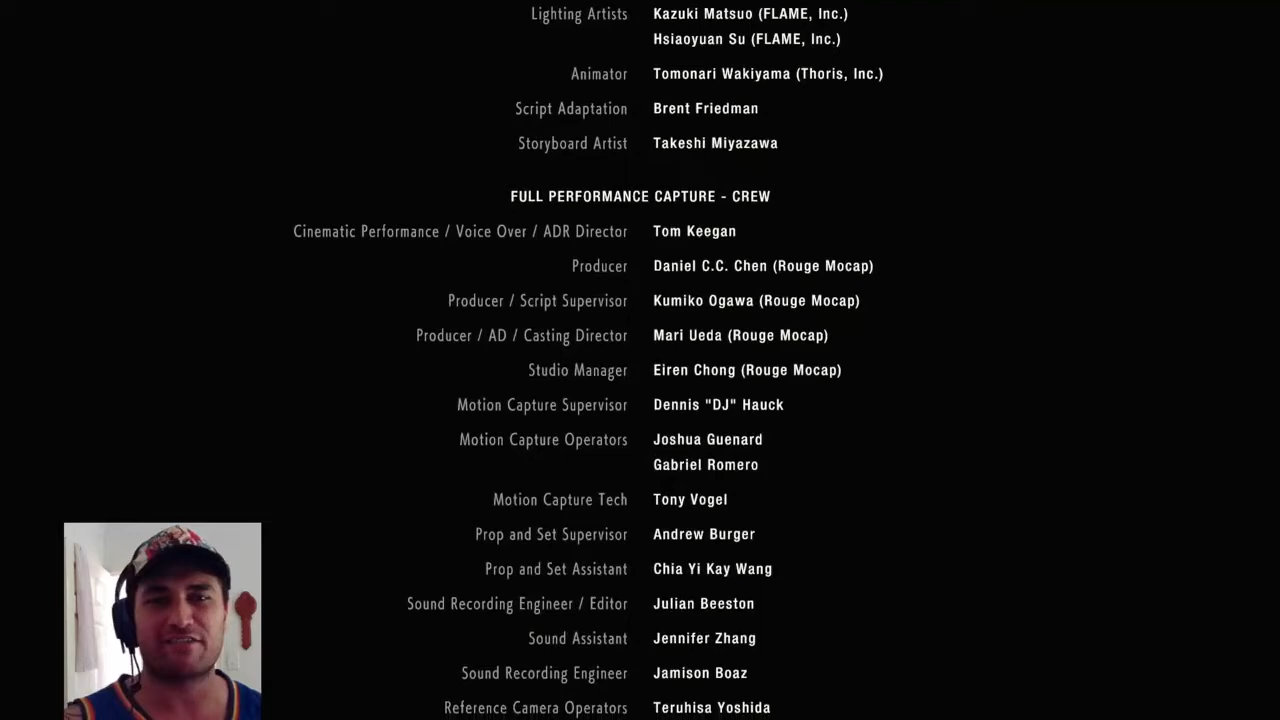 Lighting Artists Kazuki Matsuo (FLAME, Inc.)
Hsiaoyuan Su (FLAME, Inc.)
Animator Tomonari Wakiyama (Thoris, Inc.)
Script Adaptation Brent Friedman
Storyboard Artist Takeshi Miyazawa
FULL PERFORMANCE CAPTURE - CREW
Cinematic Performance / Voice Over / ADR Director Tom Keegan
Producer Daniel C.C. Chen (Rouge Mocap)
Producer / Script Supervisor Kumiko Ogawa (Rouge Mocap)
Producer / AD / Casting Director Mari Ueda (Rouge Mocap)
Studio Manager Eiren Chong (Rouge Mocap)
Motion Capture Supervisor Dennis "DJ" Hauck
Motion Capture Operators Joshua Guenard
Gabriel Romero
Motion Capture Tech Tony Vogel
Prop and Set Supervisor Andrew Burger
Prop and Set Assistant Chia Yi Kay Wang
Sound Recording Engineer / Editor Julian Beeston
Sound Assistant Jennifer Zhang
Sound Recording Engineer Jamison Boaz
Reference Camera Operators Teruhisa Yoshida